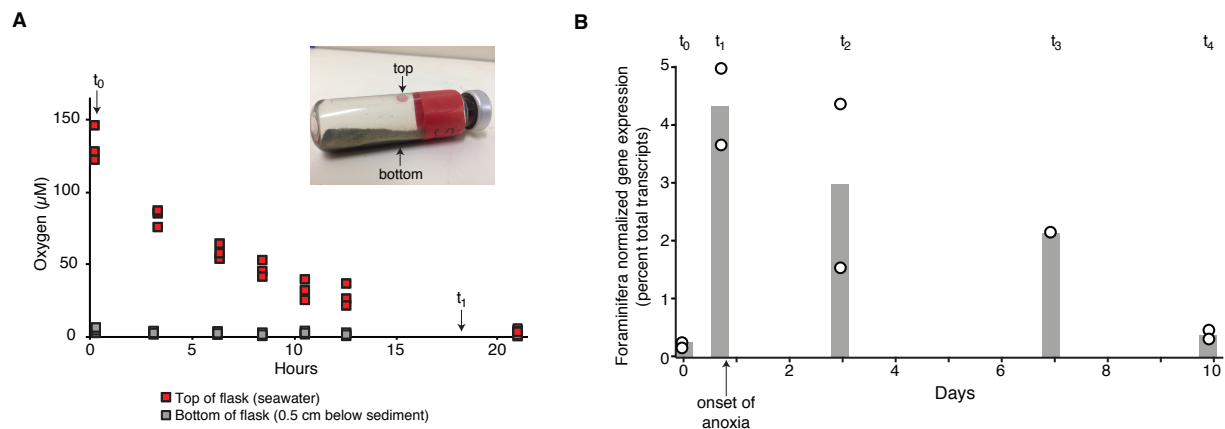 A
t0
top
bottom
150
100
50
0
Oxygen (µM)
t1
0 5 10 15 20
Hours
Top of flask (seawater)
Bottom of flask (0.5 cm below sediment)
B
t0 t1 t2 t3 t4
5
4
3
2
1
0
Foraminifera normalized gene expression
(percent total transcripts)
0 2 4 6 8 10
Days
onset of
anoxia